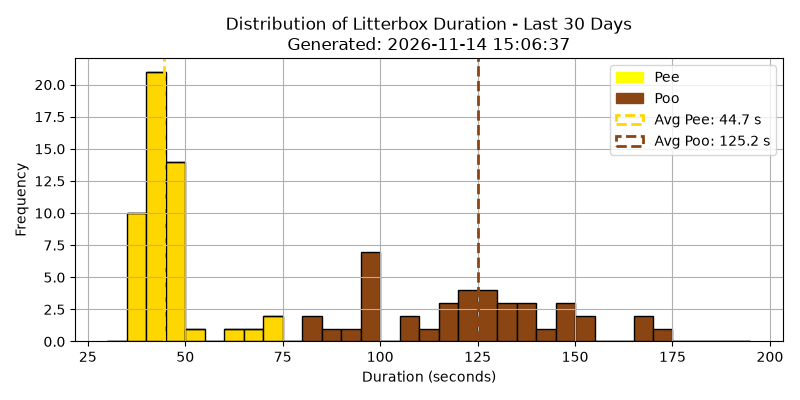 Distribution of Litterbox Duration - Last 30 Days
Generated: 2026-11-14 15:06:37
Pee
Poo
Avg Pee: 44.7 s
Avg Poo: 125.2 s
Frequency
20.0
17.5
15.0
12.5
10.0
7.5
5.0
2.5
0.0
25 50 75 100 125 150 175 200
Duration (seconds)